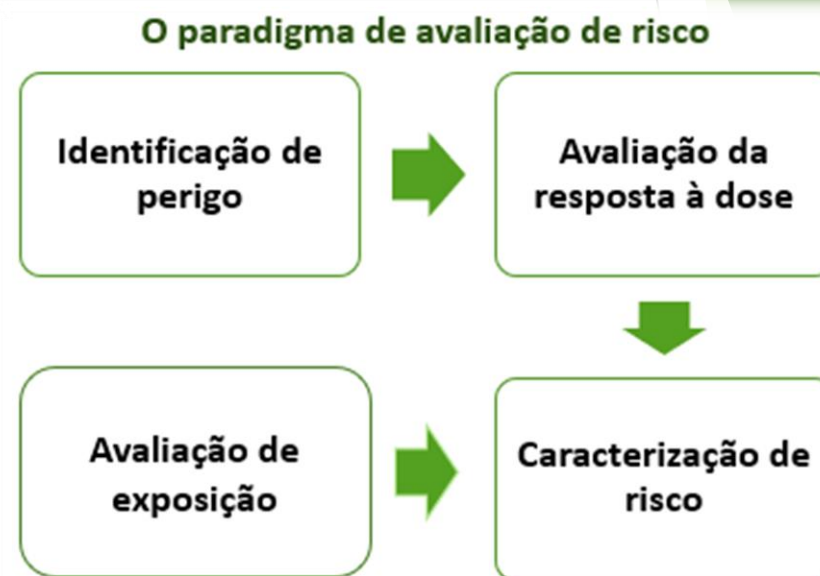 O paradigma de avaliação de risco
Identificação de
perigo
Avaliação da
resposta à dose
Avaliação de
exposição
Caracterização de
risco